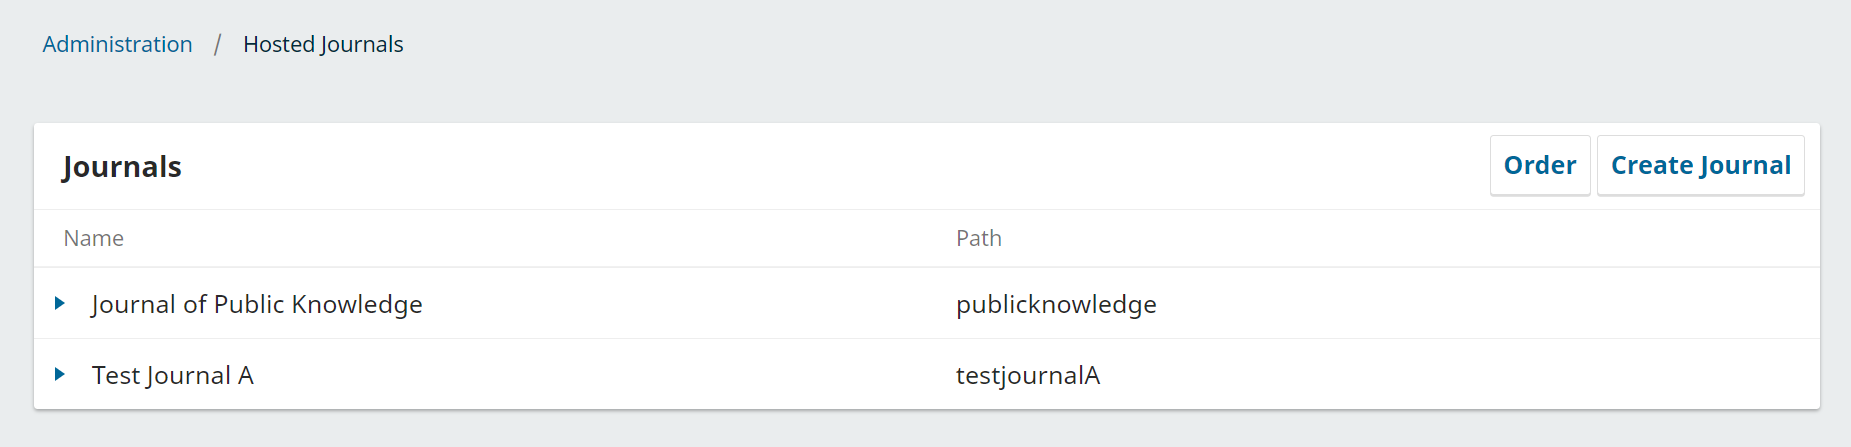 Administration / Hosted Journals
Journals Order Create Journal
Name Path
Journal of Public Knowledge publicknowledge
Test Journal A testjournalA